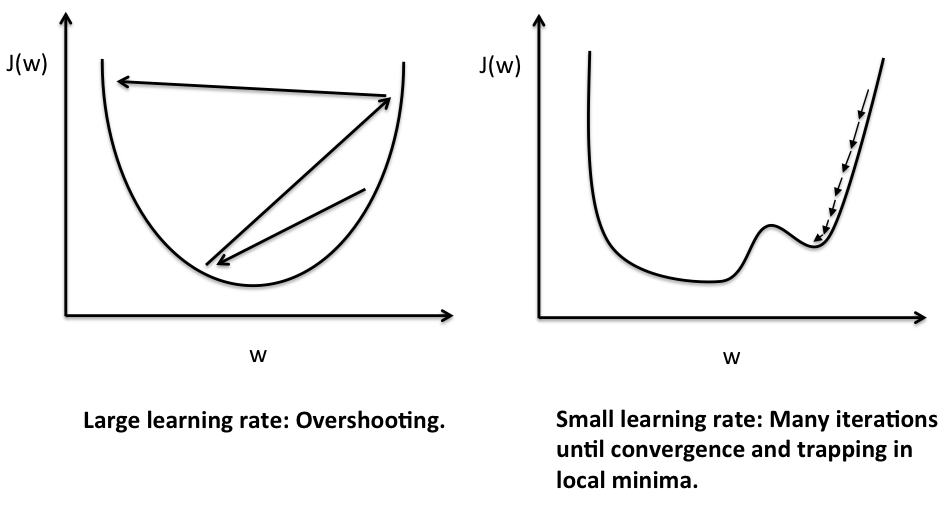 J(w)
w
Large learning rate: Overshooting.
J(w)
w
Small learning rate: Many iterations
until convergence and trapping in
local minima.